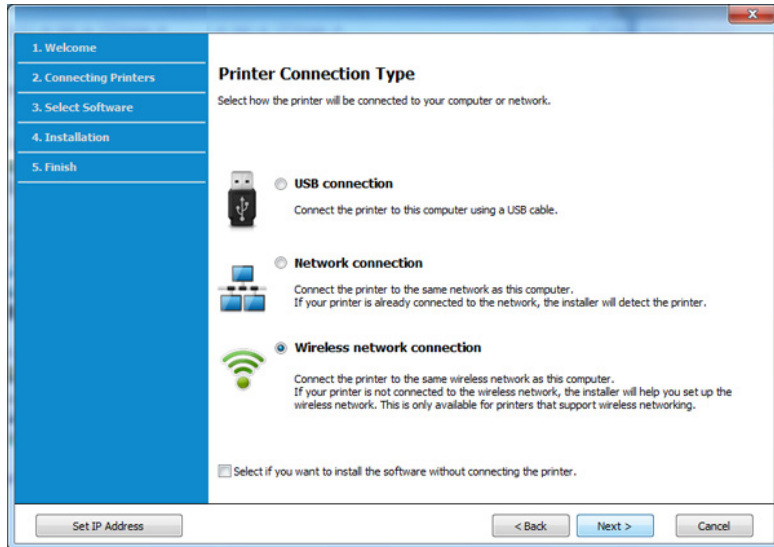 1. Welcome
2. Connecting Printers
3. Select Software
4. Installation
5. Finish
Printer Connection Type
Select how the printer will be connected to your computer or network.
USB connection
Connect the printer to this computer using a USB cable.
Network connection
Connect the printer to the same network as this computer.
If your printer is already connected to the network, the installer will detect the printer.
Wireless network connection
Connect the printer to the same wireless network as this computer.
If your printer is not connected to the wireless network, the installer will help you set up the
wireless network. This is only available for printers that support wireless networking.
Select if you want to install the software without connecting the printer.
Set IP Address
< Back
Next >
Cancel